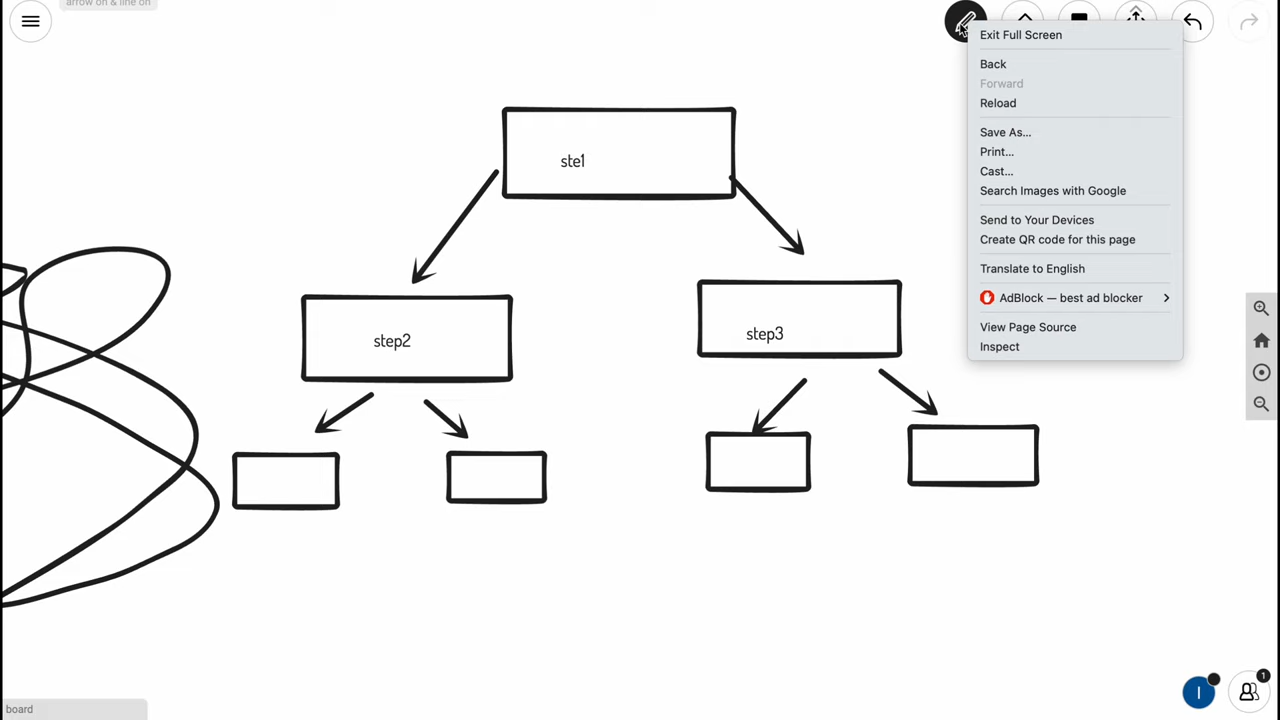 arrow on & line on
Exit Full Screen
Back
Forward
Reload
Save As...
Print...
Cast...
Search Images with Google
Send to Your Devices
Create QR code for this page
Translate to English
AdBlock — best ad blocker
View Page Source
Inspect
ste1
step2
step3
board
I
1